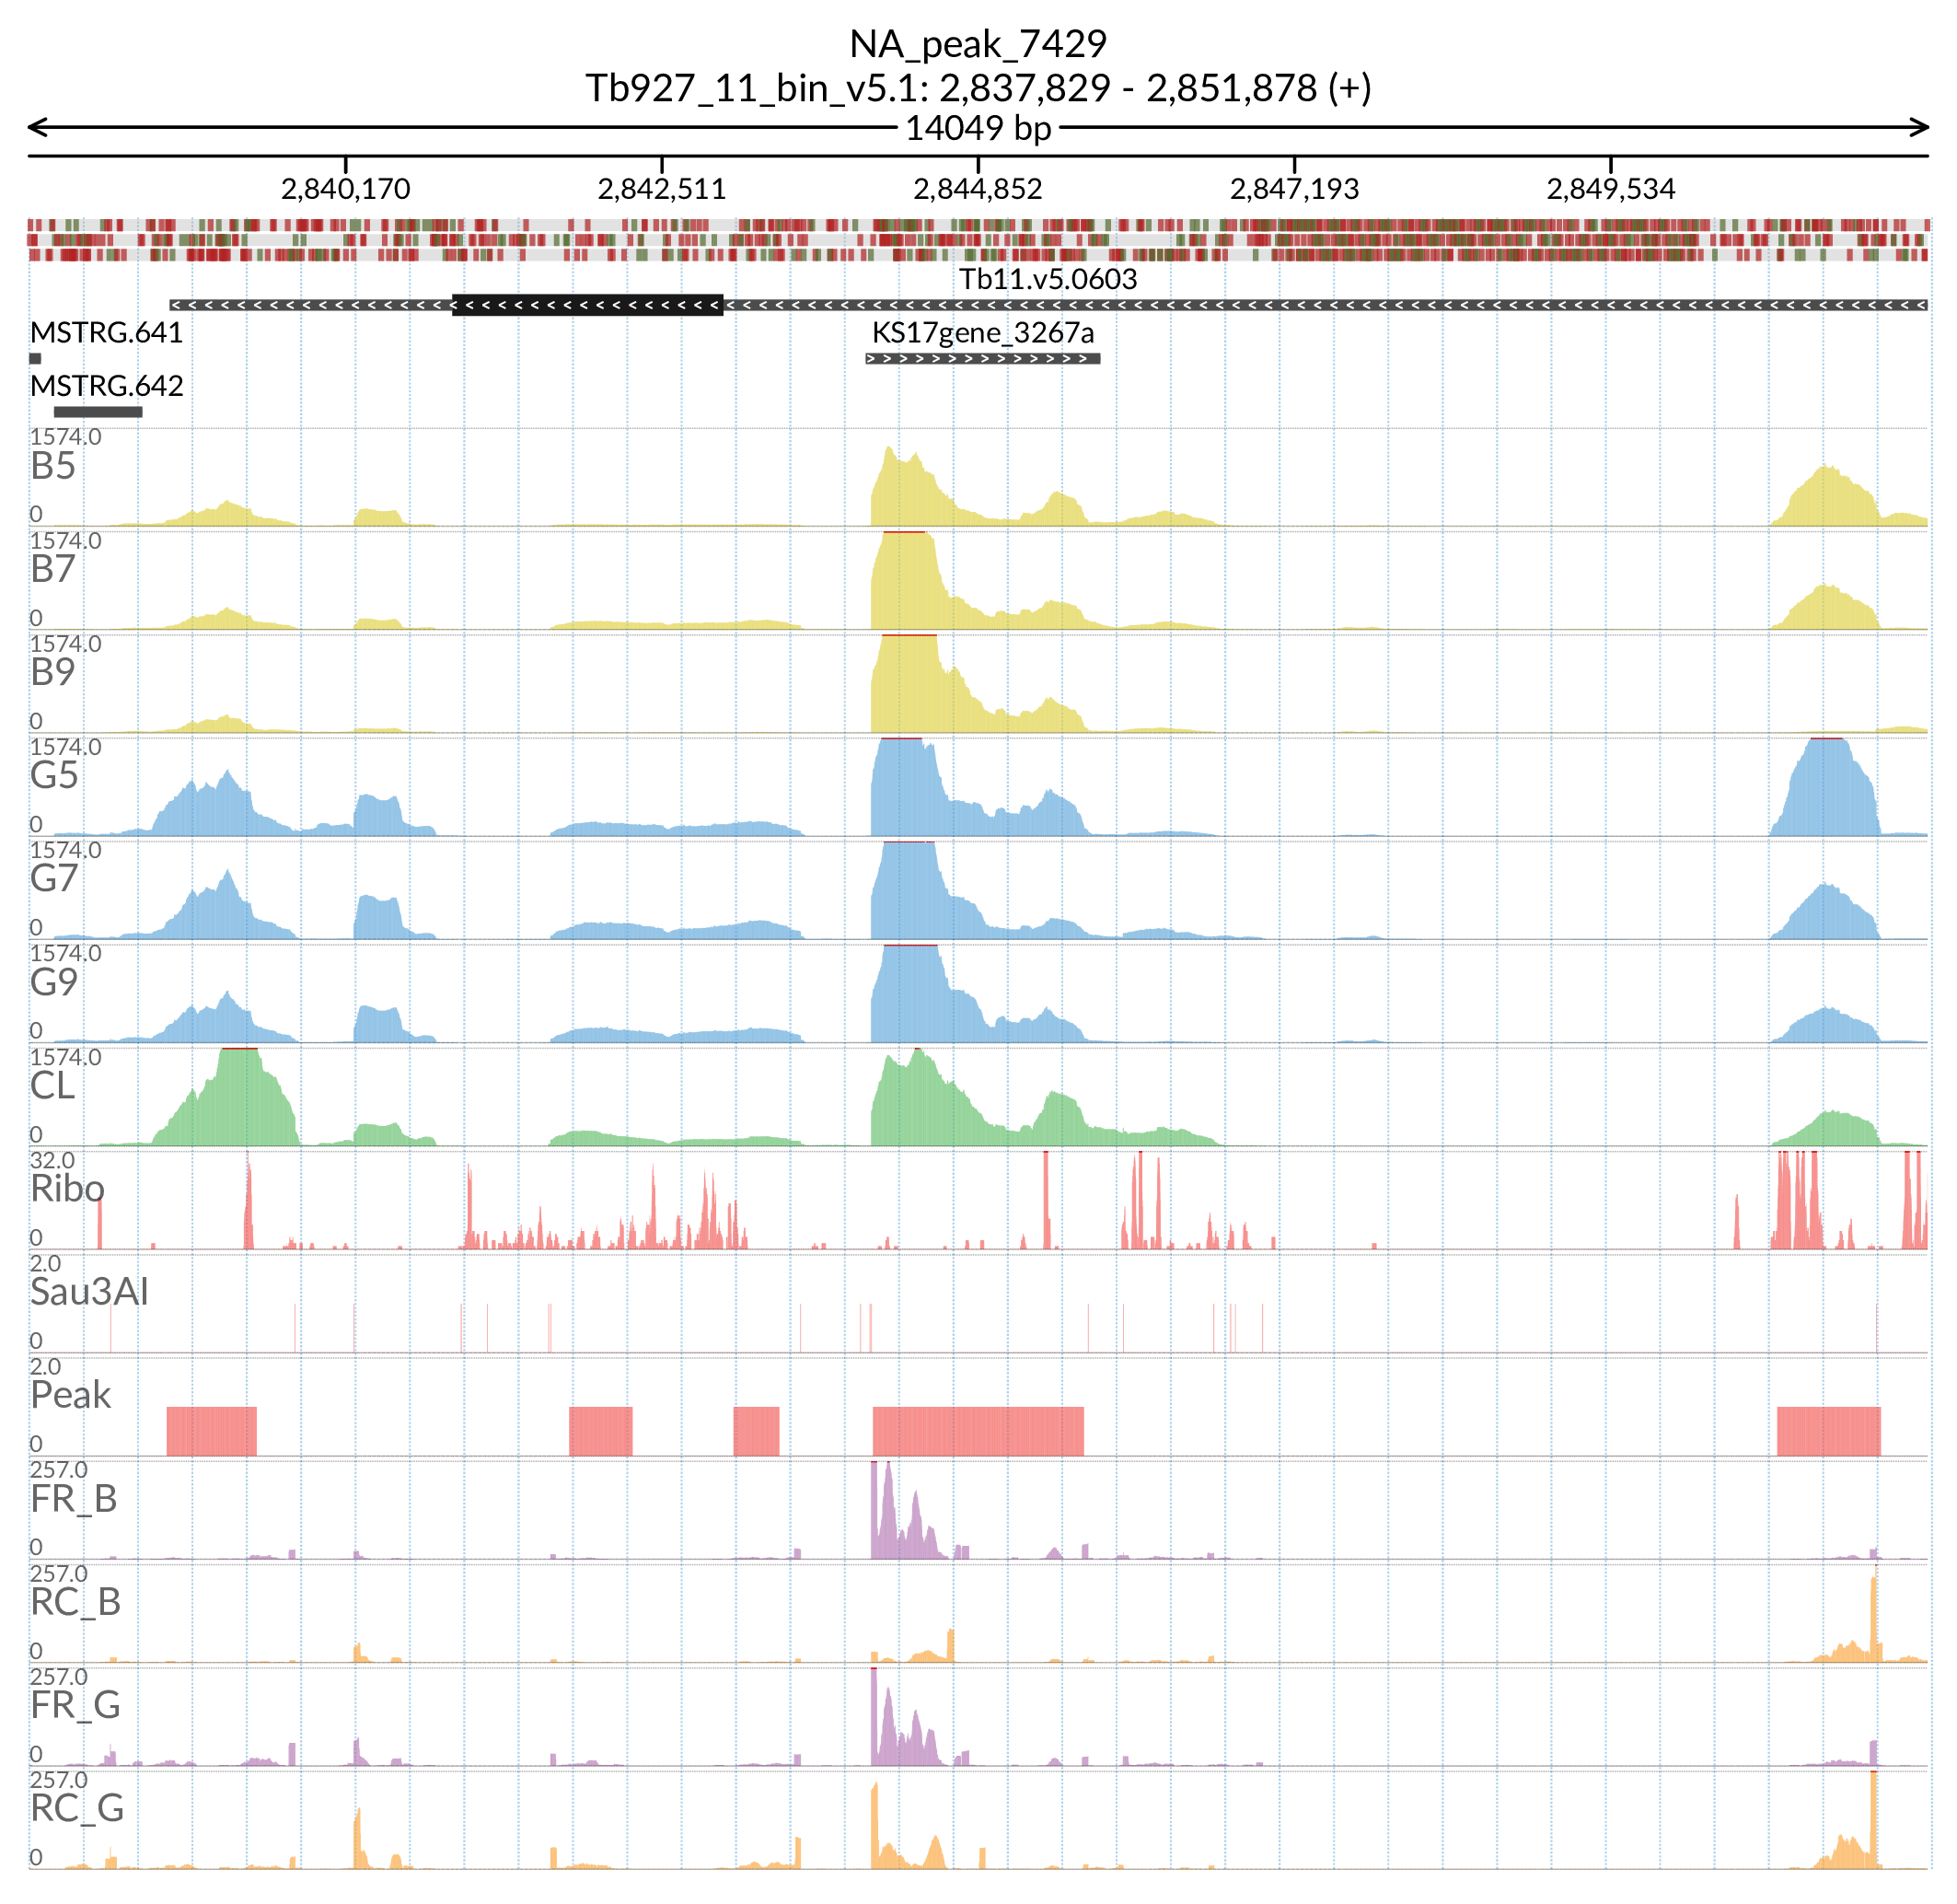 NA_peak_7429
Tb927_11_bin_v5.1: 2,837,829 - 2,851,878 (+)
14049 bp
2,840,170 2,842,511 2,844,852 2,847,193 2,849,534
Tb11.v5.0603
MSTRG.641 KS17gene_3267a
MSTRG.642
1574.0
B5
0
1574.0
B7
0
1574.0
B9
0
1574.0
G5
0
1574.0
G7
0
1574.0
G9
0
1574.0
CL
0
32.0
Ribo
0
2.0
Sau3AI
0
2.0
Peak
0
257.0
FR_B
0
257.0
RC_B
0
257.0
FR_G
0
257.0
RC_G
0